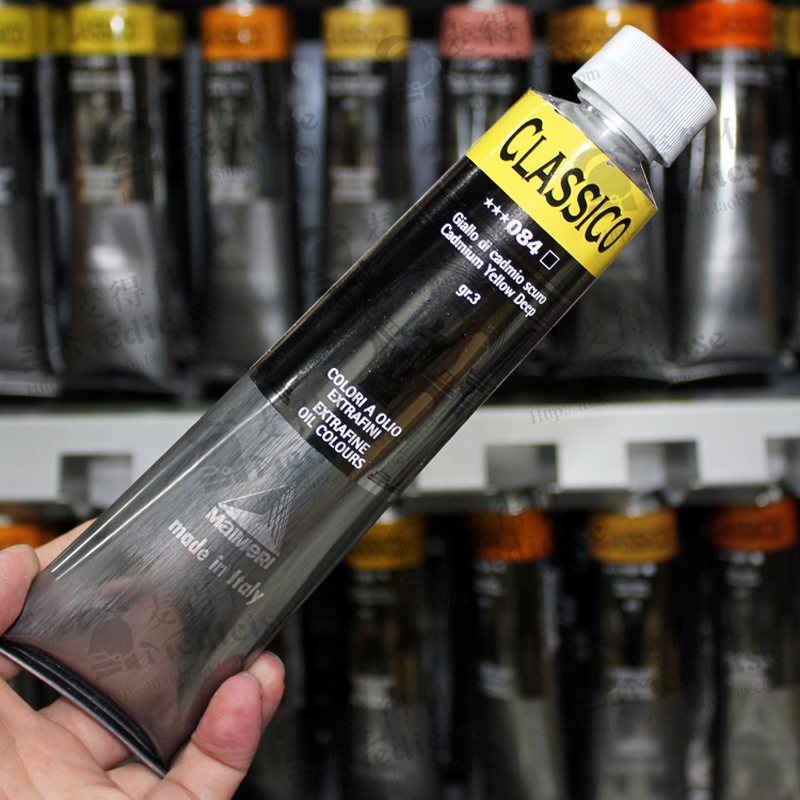 CLASSICO
***084
Giallo di cadmio scuro
Cadmium Yellow Deep
gr.3
COLORI A OLIO
EXTRAFINI
EXTRAFINE
OIL COLOURS
MAIMERI
made in Italy